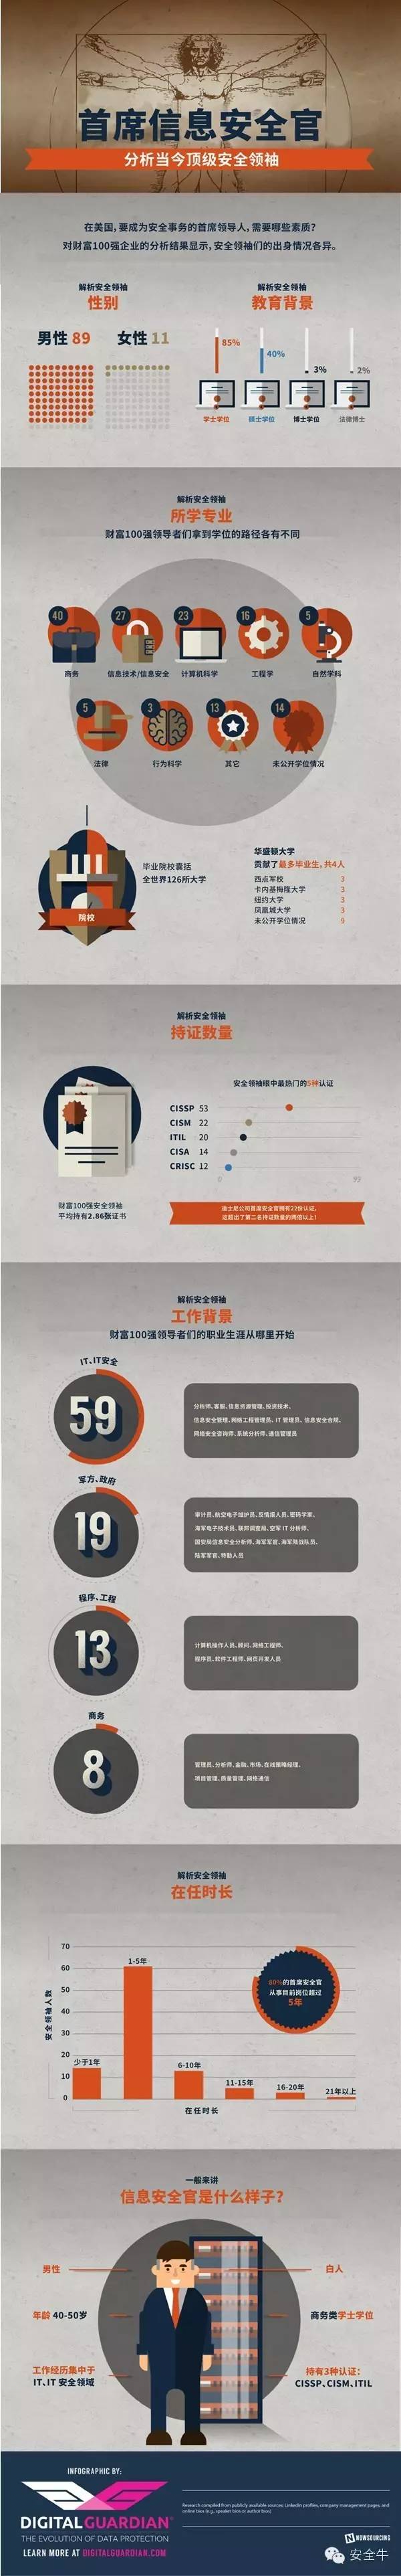 首席信息安全官
分析当今顶级安全领袖
在美国,要成为安全事务的首席领导人,需要哪些素质?
对财富100强企业的分析结果显示,安全领袖们的出身情况各异。
解析安全领袖
性别
男性 89 女性 11
解析安全领袖
教育背景
85%
40%
3%
2%
学士学位
硕士学位
博士学位
法律博士
解析安全领袖
所学专业
财富100强领导者们拿到学位的路径各有不同
40
27
23
16
5
商务
信息技术/信息安全
计算机科学
工程学
自然学科
5
3
13
14
法律
行为科学
其它
未公开学位情况
院校
毕业院校囊括
全世界126所大学
华盛顿大学
贡献了最多毕业生,共4人
西点军校 3
卡内基梅隆大学 3
纽约大学 3
凤凰城大学 3
未公开学位情况 9
解析安全领袖
持证数量
安全领袖眼中最热门的5种认证
CISSP 53
CISM 22
ITIL 20
CISA 14
CRISC 12
0 99
财富100强安全领袖
平均持有2.86张证书
迪士尼公司首席安全官拥有22份认证,
远超出了第二名持证数量的两倍以上!
解析安全领袖
工作背景
财富100强领导者们的职业生涯从哪里开始
IT、IT安全
59
分析师、客服、信息资源管理、投资技术、
信息安全管理、网络工程管理员、IT 管理员、信息安全合规、
网络安全咨询师、系统分析师、通信管理员
军方、政府
19
审计员、航空电子维护员、反情报人员、密码学家、
海军电子技术员、联邦调查局、空军 IT 分析师、
国安局信息安全分析师、海军军官、海军陆战队员、
陆军军官、特勤人员
程序、工程
13
计算机操作人员、顾问、网络工程师、
程序员、软件工程师、网页开发人员
商务
8
管理员、分析师、金融、市场、在线策略经理、
项目管理、质量管理、网络通信
解析安全领袖
在任时长
安全领袖人数
70
60
50
40
30
20
10
0
少于1年
1-5年
6-10年
11-15年
16-20年
21年以上
在任时长
80%的首席安全官
从事目前岗位超过
5年
一般来讲
信息安全官是什么样子?
男性
白人
年龄 40-50岁
商务类学士学位
工作经历集中于
IT、IT 安全领域
持有3种认证:
CISSP、CISM、ITIL
INFOGRAPHIC BY:
DIGITALGUARDIAN
THE EVOLUTION OF DATA PROTECTION
LEARN MORE AT DIGITALGUARDIAN.COM
Research compiled from publicly available sources: LinkedIn profiles, company management pages, and
online bios (e.g., speaker bios or author bios)
NOWSOURCING
安全牛